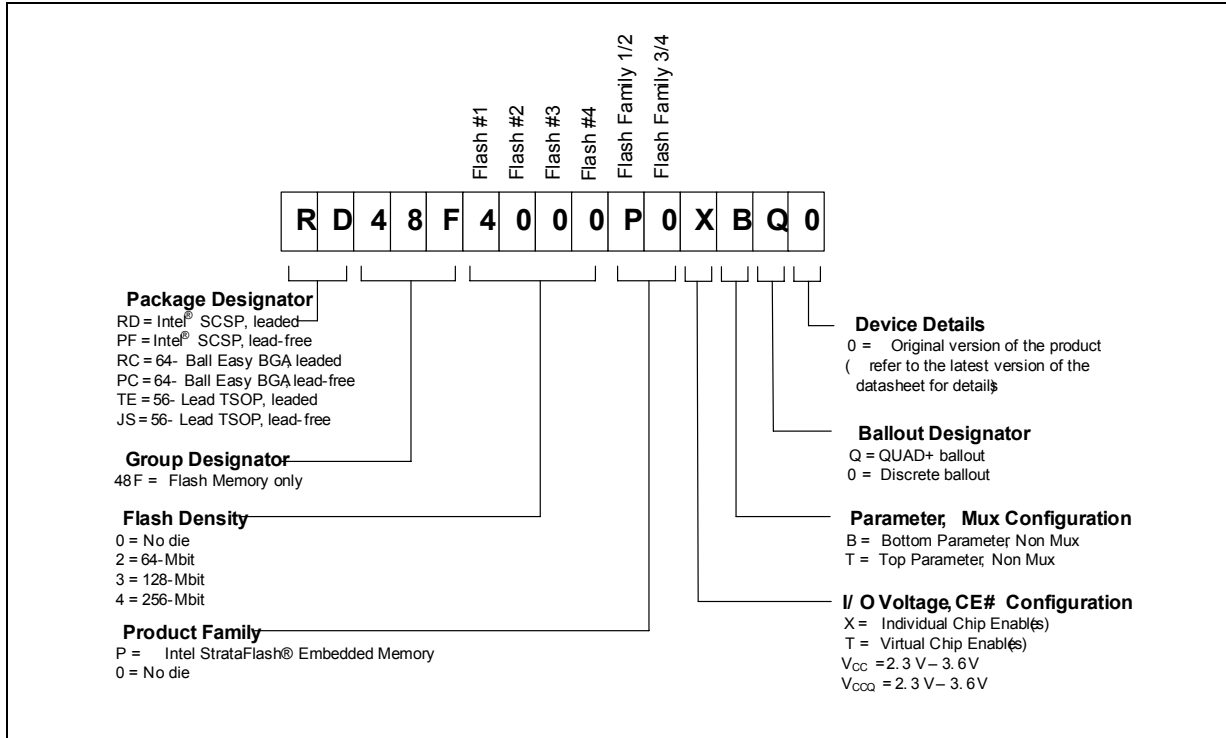 Flash #1
Flash #2
Flash #3
Flash #4
Flash Family 1/2
Flash Family 3/4
R D 4 8 F 4 0 0 0 P 0 X B Q 0
Package Designator
RD = Intel® SCSP, leaded
PF = Intel® SCSP, lead-free
RC = 64- Ball Easy BGA, leaded
PC = 64- Ball Easy BGA, lead-free
TE = 56- Lead TSOP, leaded
JS = 56- Lead TSOP, lead-free
Group Designator
48F = Flash Memory only
Flash Density
0 = No die
2 = 64-Mbit
3 = 128-Mbit
4 = 256-Mbit
Product Family
P = Intel StrataFlash® Embedded Memory
0 = No die
Device Details
0 = Original version of the product
( refer to the latest version of the
datasheet for details)
Ballout Designator
Q = QUAD+ ballout
0 = Discrete ballout
Parameter, Mux Configuration
B = Bottom Parameter, Non Mux
T = Top Parameter, Non Mux
I/ O Voltage, CE# Configuration
X = Individual Chip Enable(s)
T = Virtual Chip Enable(s)
VCC = 2.3 V – 3.6 V
VCCQ = 2.3 V – 3.6 V